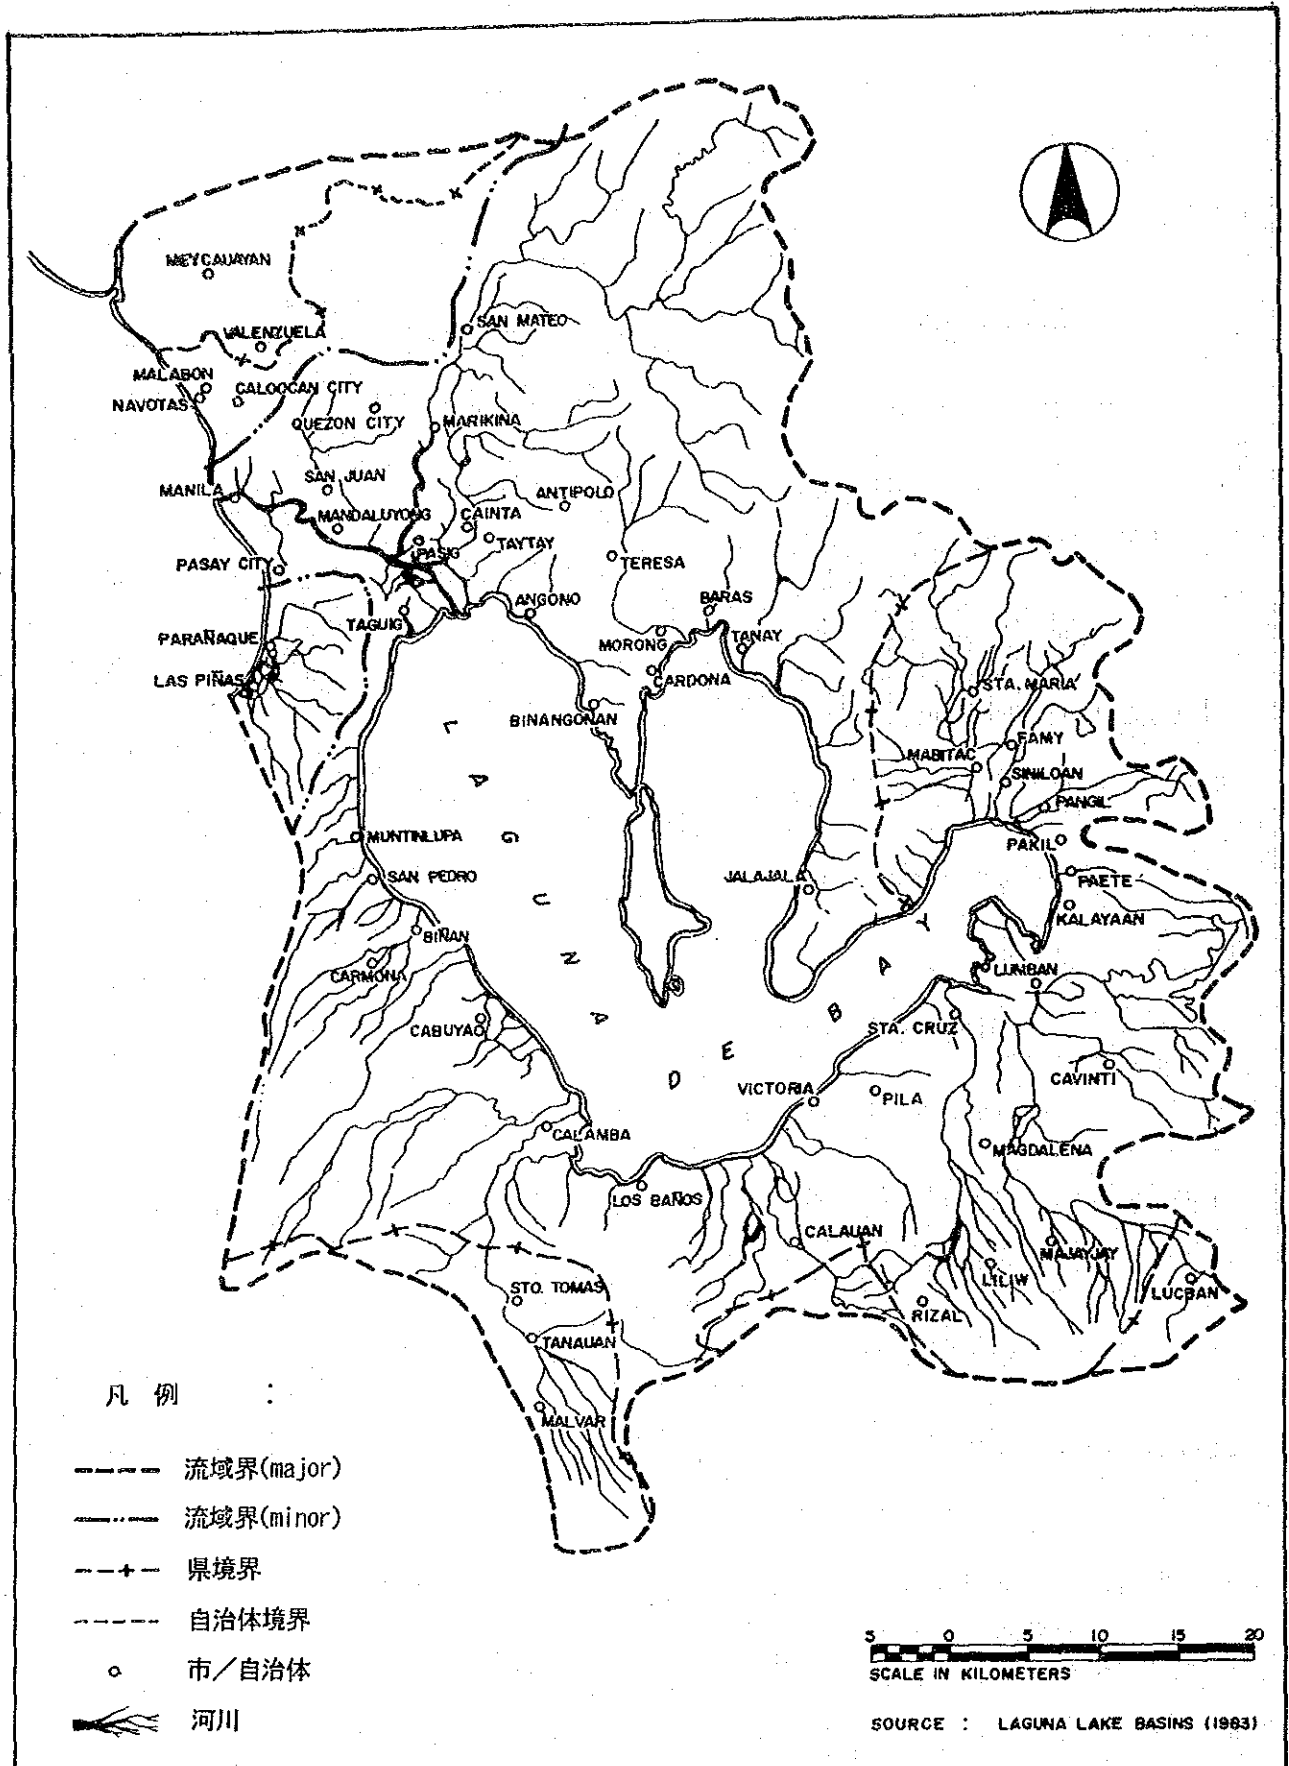 MEYCAUAYAN
VALENZUELA
SAN MATEO
MALABON
CALOOCAN CITY
NAVOTAS
QUEZON CITY
MARIKINA
SAN JUAN
MANILA
ANTIPOLO
MANDALUYONG
CAINTA
PASIG
TAYTAY
PASAY CITY
TERESA
ANGONO
BARAS
TAGUIG
PARAÑAQUE
MORONG
TANAY
LAS PIÑAS
CARDONA
STA. MARIA
BINANGONAN
FAMY
MABITAC
SINILOAN
PANGIL
MUNTINLUPA
PAKIL
SAN PEDRO
JALAJALA
PAETE
KALAYAAN
LAGUNA DE BAY
BIÑAN
CARMONA
LUMBAN
CABUYAO
STA. CRUZ
CAVINTI
VICTORIA
PILA
CALAMBA
MAGDALENA
LOS BAÑOS
CALAUAN
MAJAYJAY
LILIW
STO. TOMAS
LUCBAN
RIZAL
TANAUAN
MALVAR
凡 例 :
流域界(major)
流域界(minor)
県境界
自治体境界
市/自治体
河川
5 0 5 10 15 20
SCALE IN KILOMETERS
SOURCE : LAGUNA LAKE BASINS (1983)